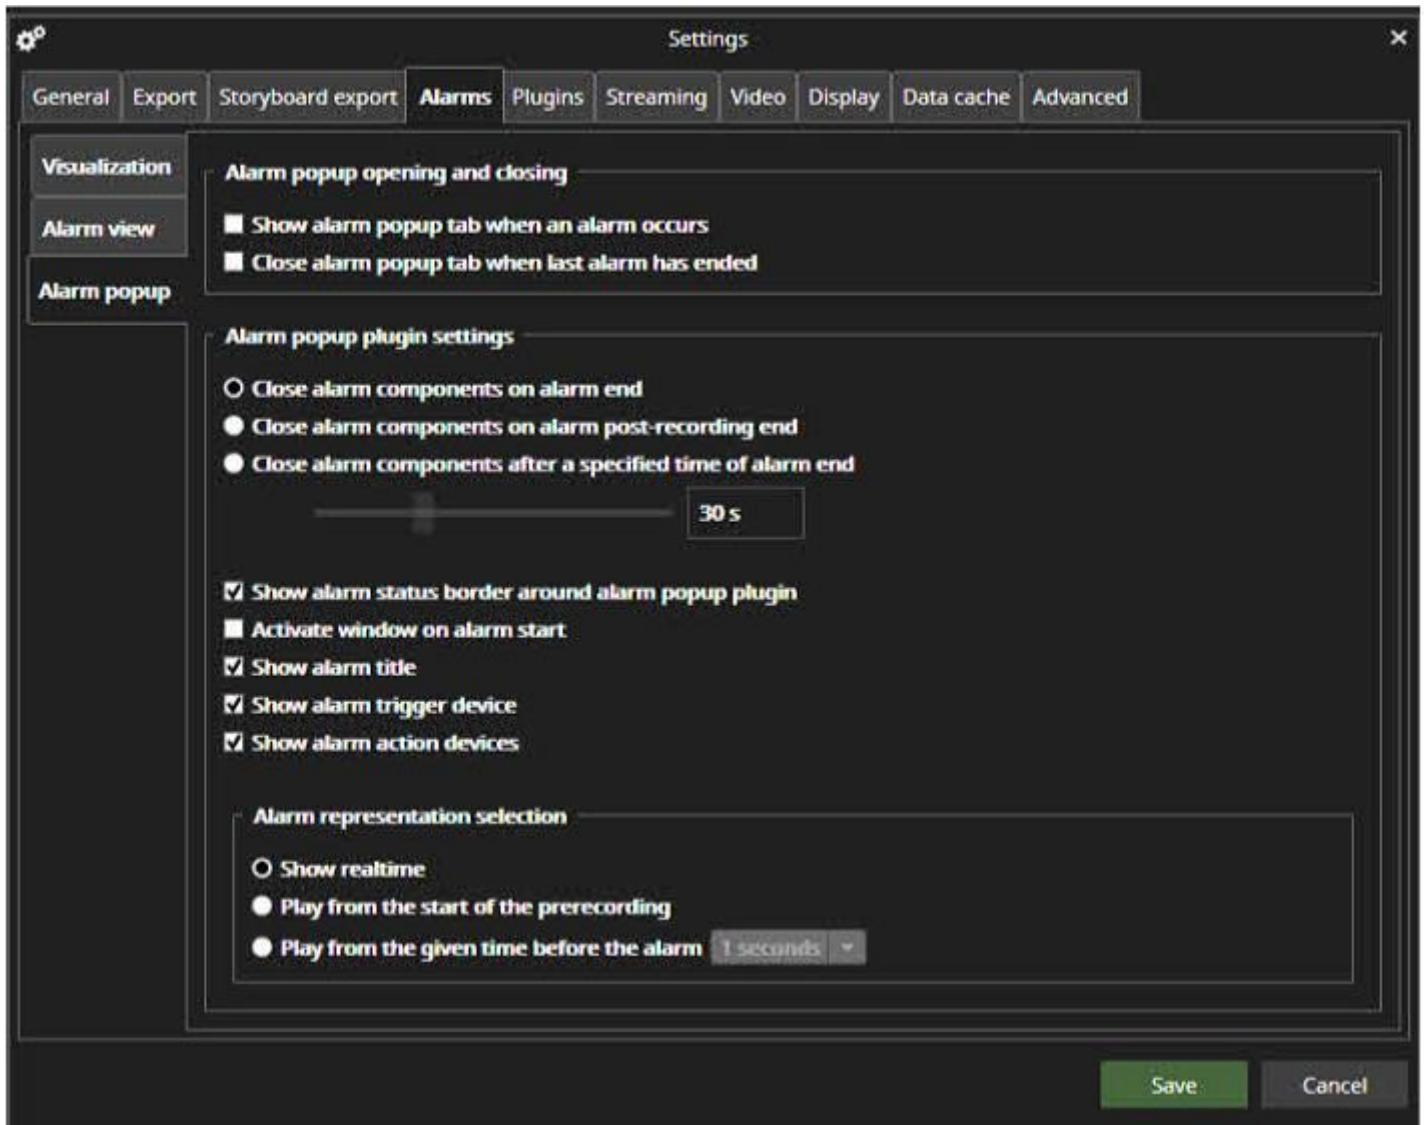 Settings
General Export Storyboard export Alarms Plugins Streaming Video Display Data cache Advanced
Visualization
Alarm view
Alarm popup
Alarm popup opening and closing
Show alarm popup tab when an alarm occurs
Close alarm popup tab when last alarm has ended
Alarm popup plugin settings
Close alarm components on alarm end
Close alarm components on alarm post-recording end
Close alarm components after a specified time of alarm end
30 s
Show alarm status border around alarm popup plugin
Activate window on alarm start
Show alarm title
Show alarm trigger device
Show alarm action devices
Alarm representation selection
Show realtime
Play from the start of the prerecording
Play from the given time before the alarm 1 seconds
Save Cancel